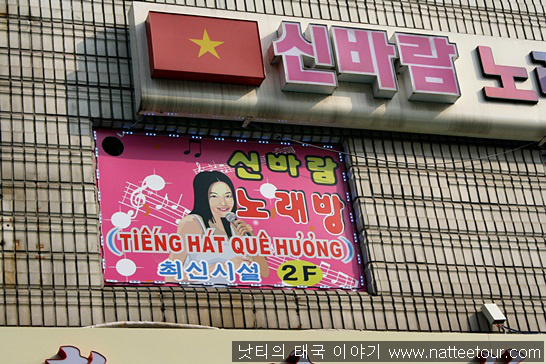 신바람 노래
신바람
노래방
TIẾNG HÁT QUÊ HƯƠNG
최신시설 2F
낫티의 태국 이야기 www.natteetour.com